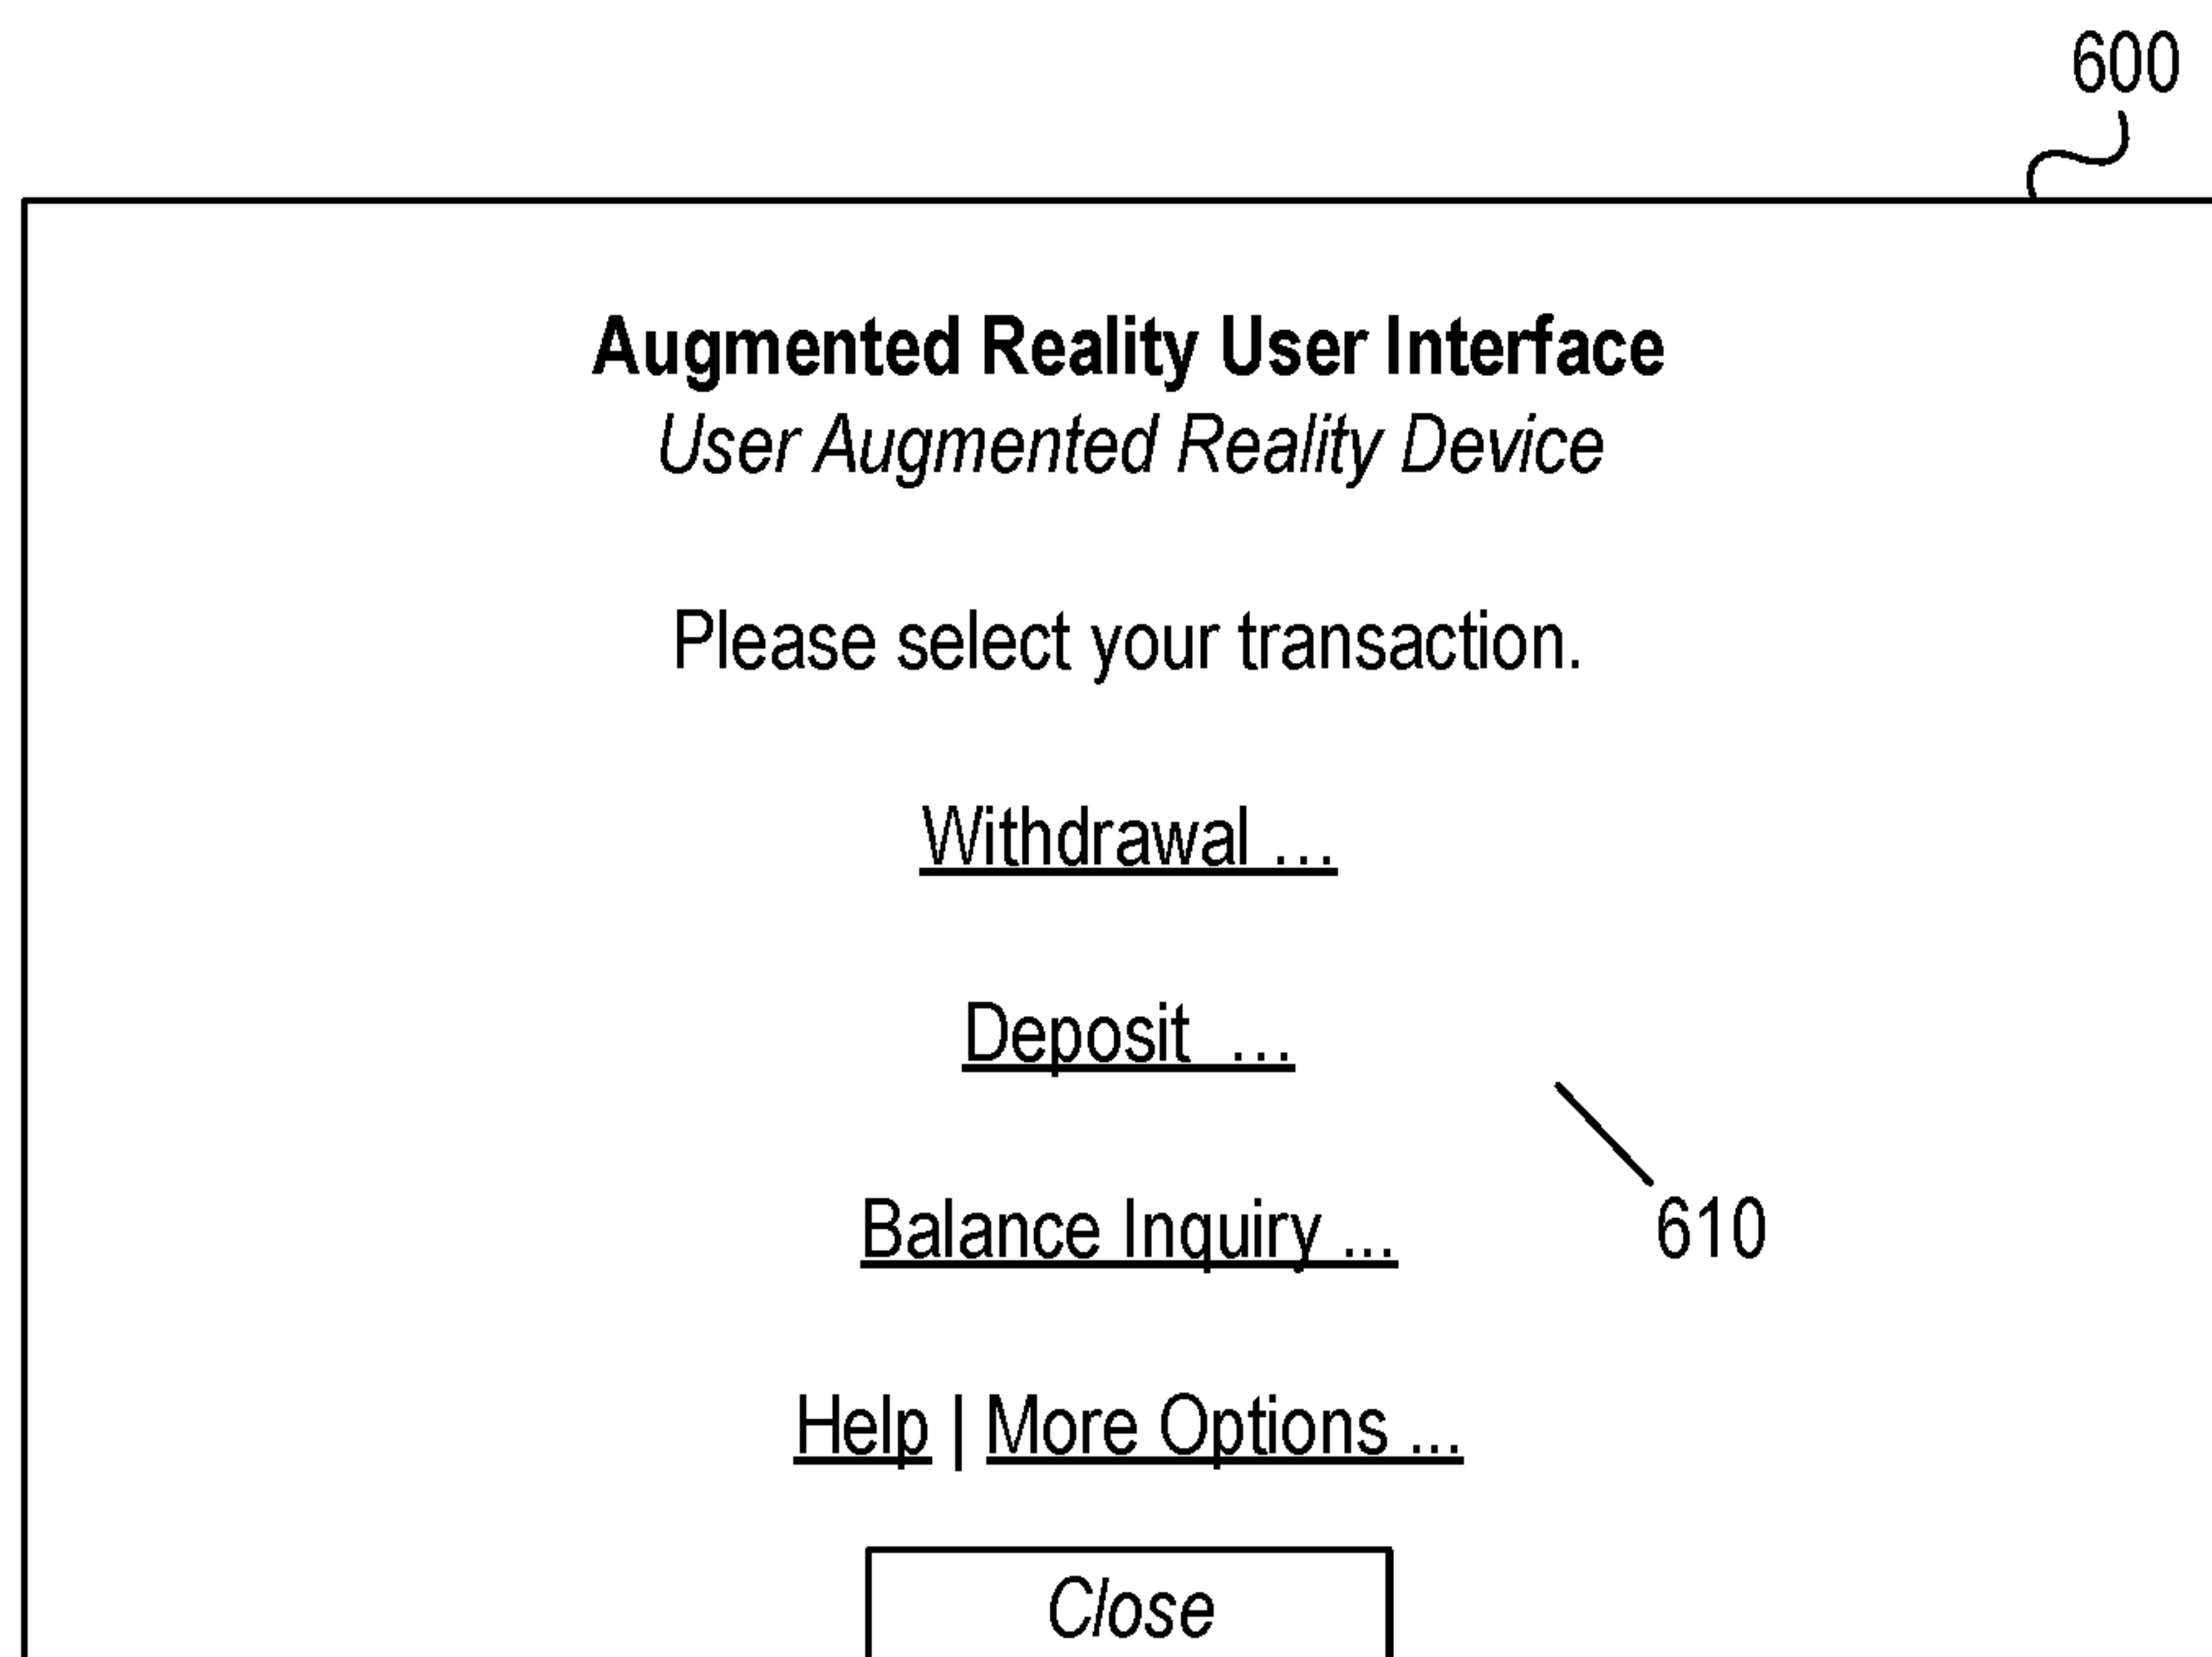 600
Augmented Reality User Interface
User Augmented Reality Device
Please select your transaction.
Withdrawal ...
Deposit ...
Balance Inquiry ...
610
Help | More Options ...
Close